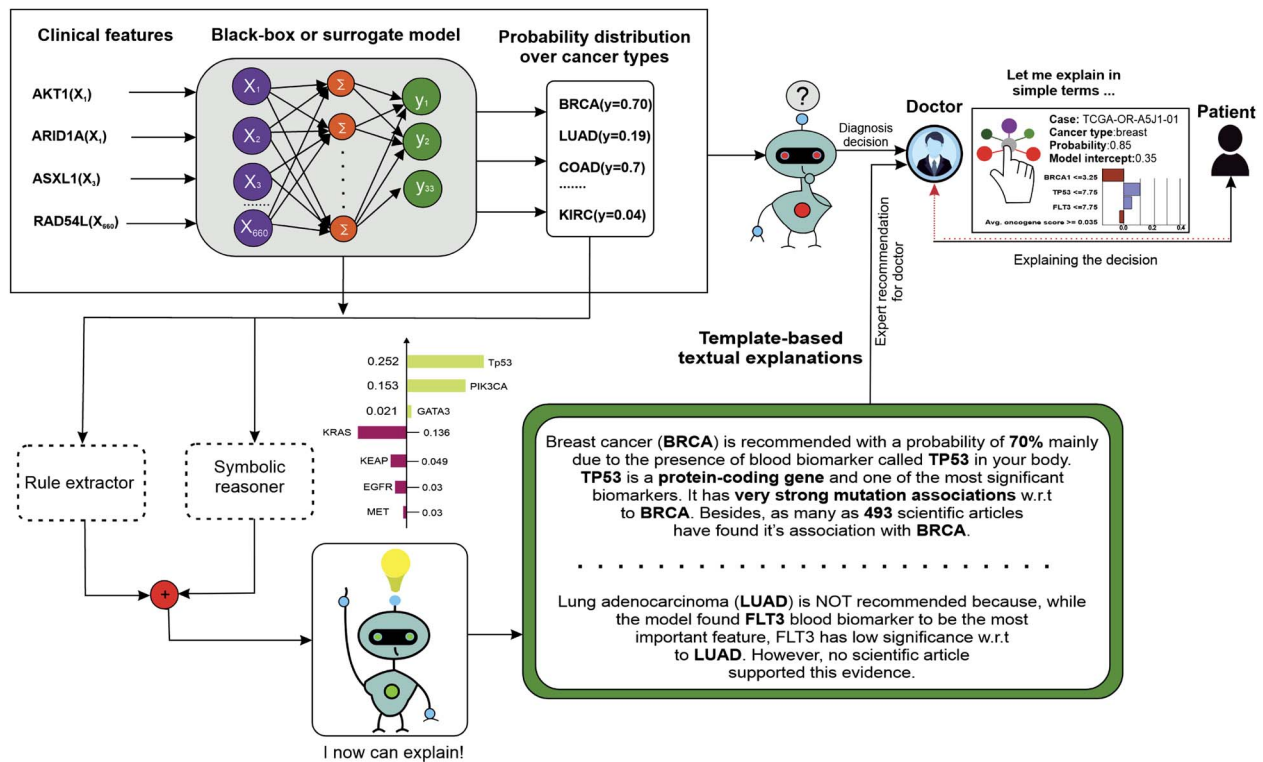 Clinical features
Black-box or surrogate model
Probability distribution
over cancer types
AKT1(X₁)
ARID1A(X₁)
ASXL1(X₃)
RAD54L(X₆₆₀)
X₁
X₂
X₃
........
X₆₆₀
Σ
Σ
Σ
y₁
y₂
y₃₃
BRCA(y=0.70)
LUAD(y=0.19)
COAD(y=0.7)
.......
KIRC(y=0.04)
?
Diagnosis
decision
Doctor
Let me explain in
simple terms ...
Patient
Case: TCGA-OR-A5J1-01
Cancer type:breast
Probability:0.85
Model intercept:0.35
BRCA1 <=3.25
TP53 <=7.75
FLT3 <=7.75
Avg. oncogene score >= 0.035
0.0 0.2 0.4
Explaining the decision
Expert recommendation
for doctor
Template-based
textual explanations
0.252 Tp53
0.153 PIK3CA
0.021 GATA3
KRAS 0.136
KEAP 0.049
EGFR 0.03
MET 0.03
Rule extractor
Symbolic
reasoner
+
I now can explain!
Breast cancer (BRCA) is recommended with a probability of 70% mainly
due to the presence of blood biomarker called TP53 in your body.
TP53 is a protein-coding gene and one of the most significant
biomarkers. It has very strong mutation associations w.r.t
to BRCA. Besides, as many as 493 scientific articles
have found it's association with BRCA.
. . . . . . . . . . . . . . . . . .
Lung adenocarcinoma (LUAD) is NOT recommended because, while
the model found FLT3 blood biomarker to be the most
important feature, FLT3 has low significance w.r.t
to LUAD. However, no scientific article
supported this evidence.